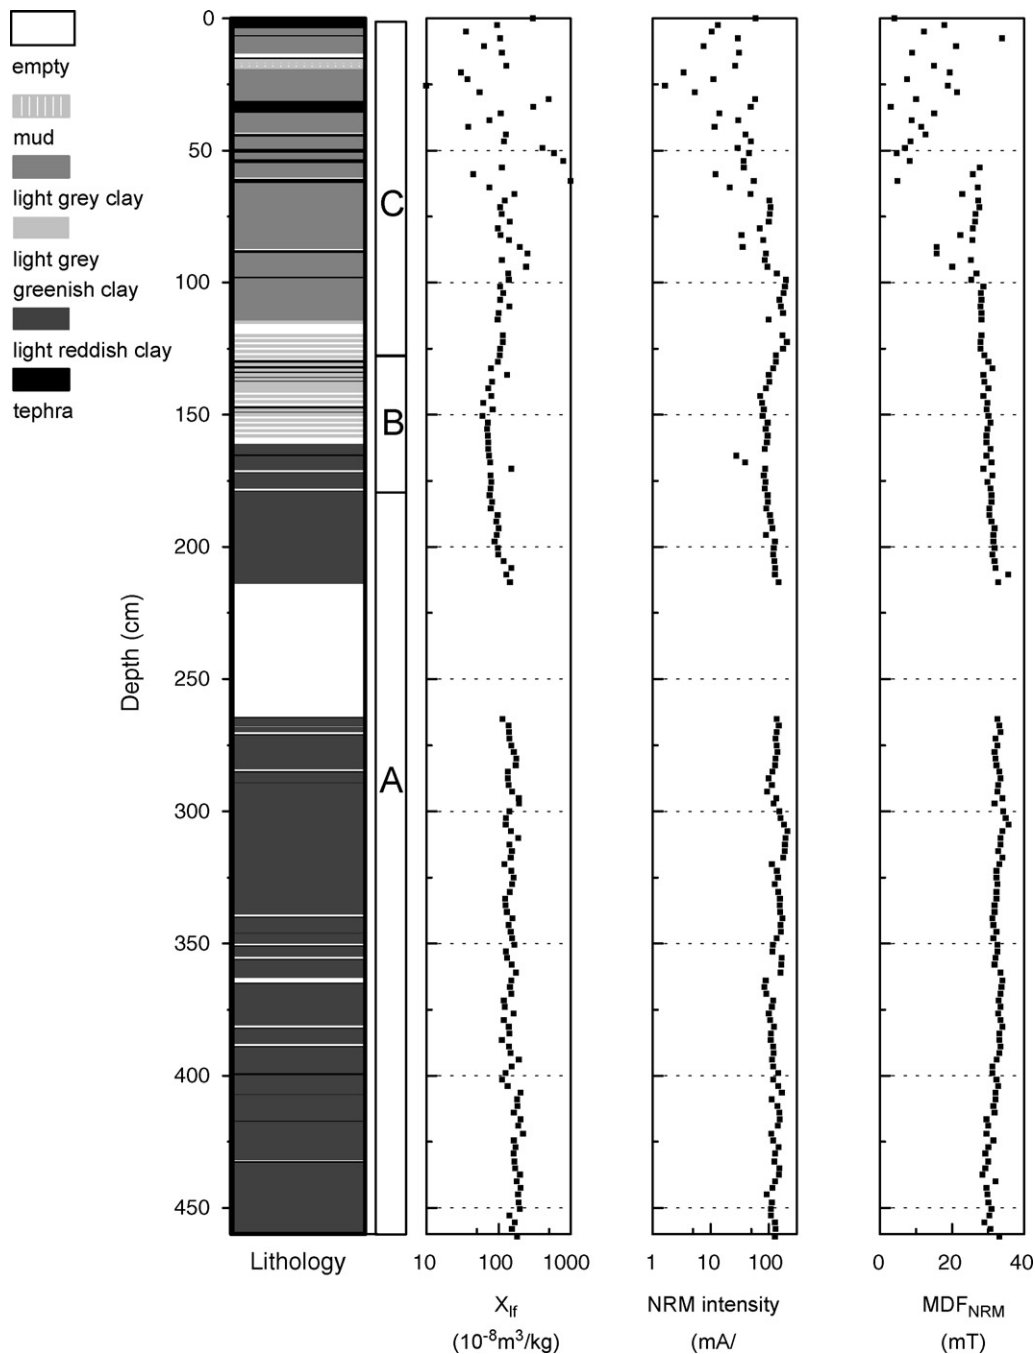 empty
mud
light grey clay
light grey
greenish clay
light reddish clay
tephra
Depth (cm)
0
50
100
150
200
250
300
350
400
450
Lithology
C
B
A
10 100 1000
X_lf
(10⁻⁸m³/kg)
1 10 100
NRM intensity
(mA/
0 20 40
MDF_NRM
(mT)